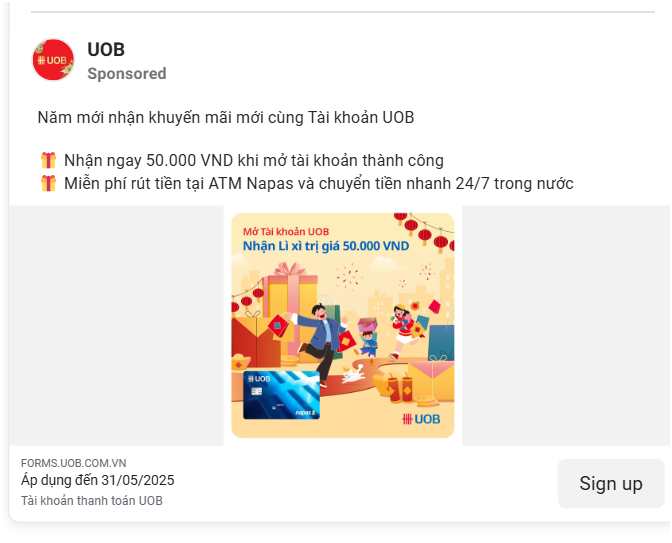 UOB
UOB
Sponsored
Năm mới nhận khuyến mãi mới cùng Tài khoản UOB
Nhận ngay 50.000 VND khi mở tài khoản thành công
Miễn phí rút tiền tại ATM Napas và chuyển tiền nhanh 24/7 trong nước
Mở Tài khoản UOB
Nhận Lì xì trị giá 50.000 VND
UOB
napas
UOB
FORMS.UOB.COM.VN
Áp dụng đến 31/05/2025
Tài khoản thanh toán UOB
Sign up